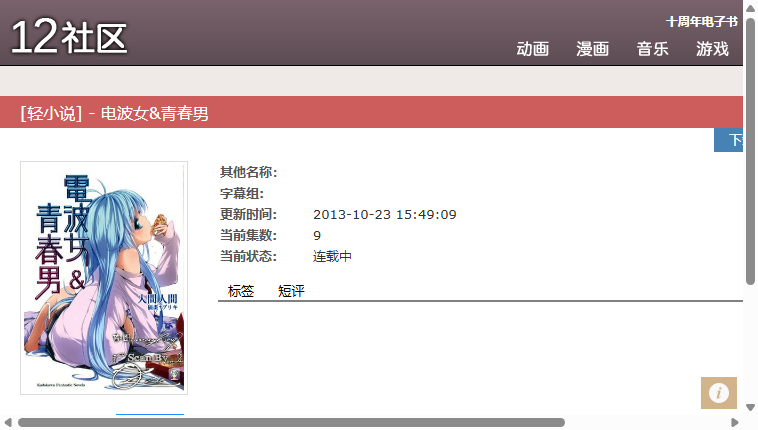 12社区
十周年电子书
动画 漫画 音乐 游戏
[轻小说] - 电波女&青春男
下
其他名称:
字幕组:
更新时间: 2013-10-23 15:49:09
当前集数: 9
当前状态: 连载中
标签 短评
電波女&
青春男
入間人間
Kadokawa Fantastic Novels